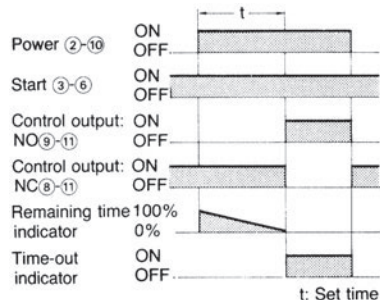 t
Power ②-⑩ ON
OFF
Start ③-⑥ ON
OFF
Control output: ON
NO⑨-⑪ OFF
Control output: ON
NC⑧-⑪ OFF
Remaining time 100%
indicator 0%
Time-out ON
indicator OFF
t: Set time